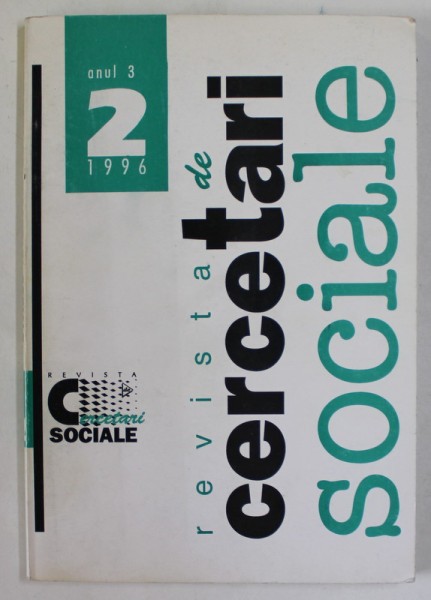 anul 3
2
1996
revista de
cercetari
sociale
REVISTA
Cercetari
SOCIALE